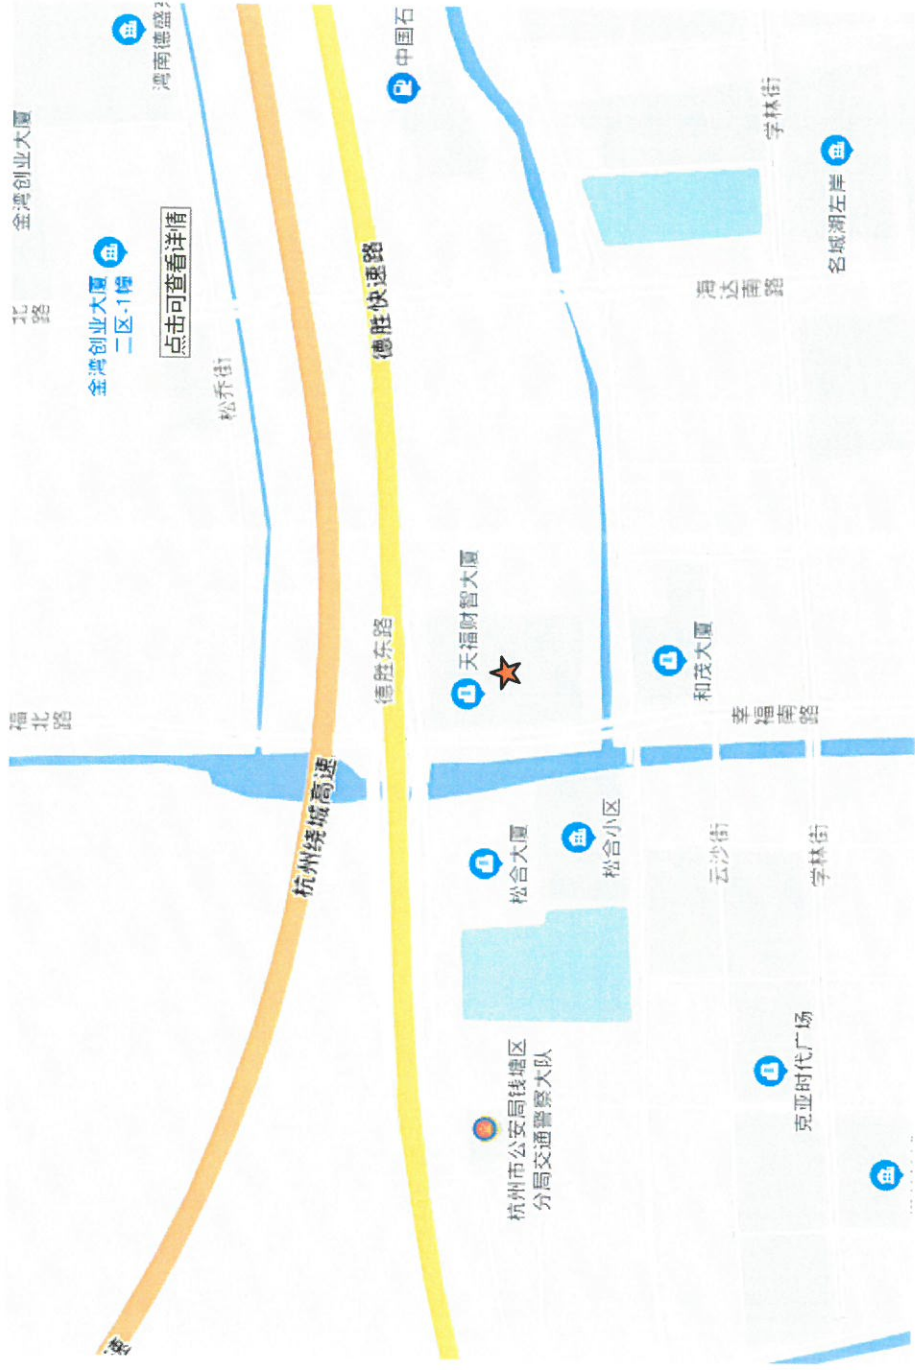 福北路
北路
金湾创业大厦
金湾创业大厦
二区-1幢
湾南德盛
点击可查看详情
松乔街
速
杭州绕城高速
德胜快速路
德胜东路
中国石
天福财智大厦
杭州市公安局钱塘区
分局交通警察大队
松合大厦
松合小区
和茂大厦
云沙街
海达南路
幸福南路
学林街
学林街
克亚时代广场
名城湖左岸